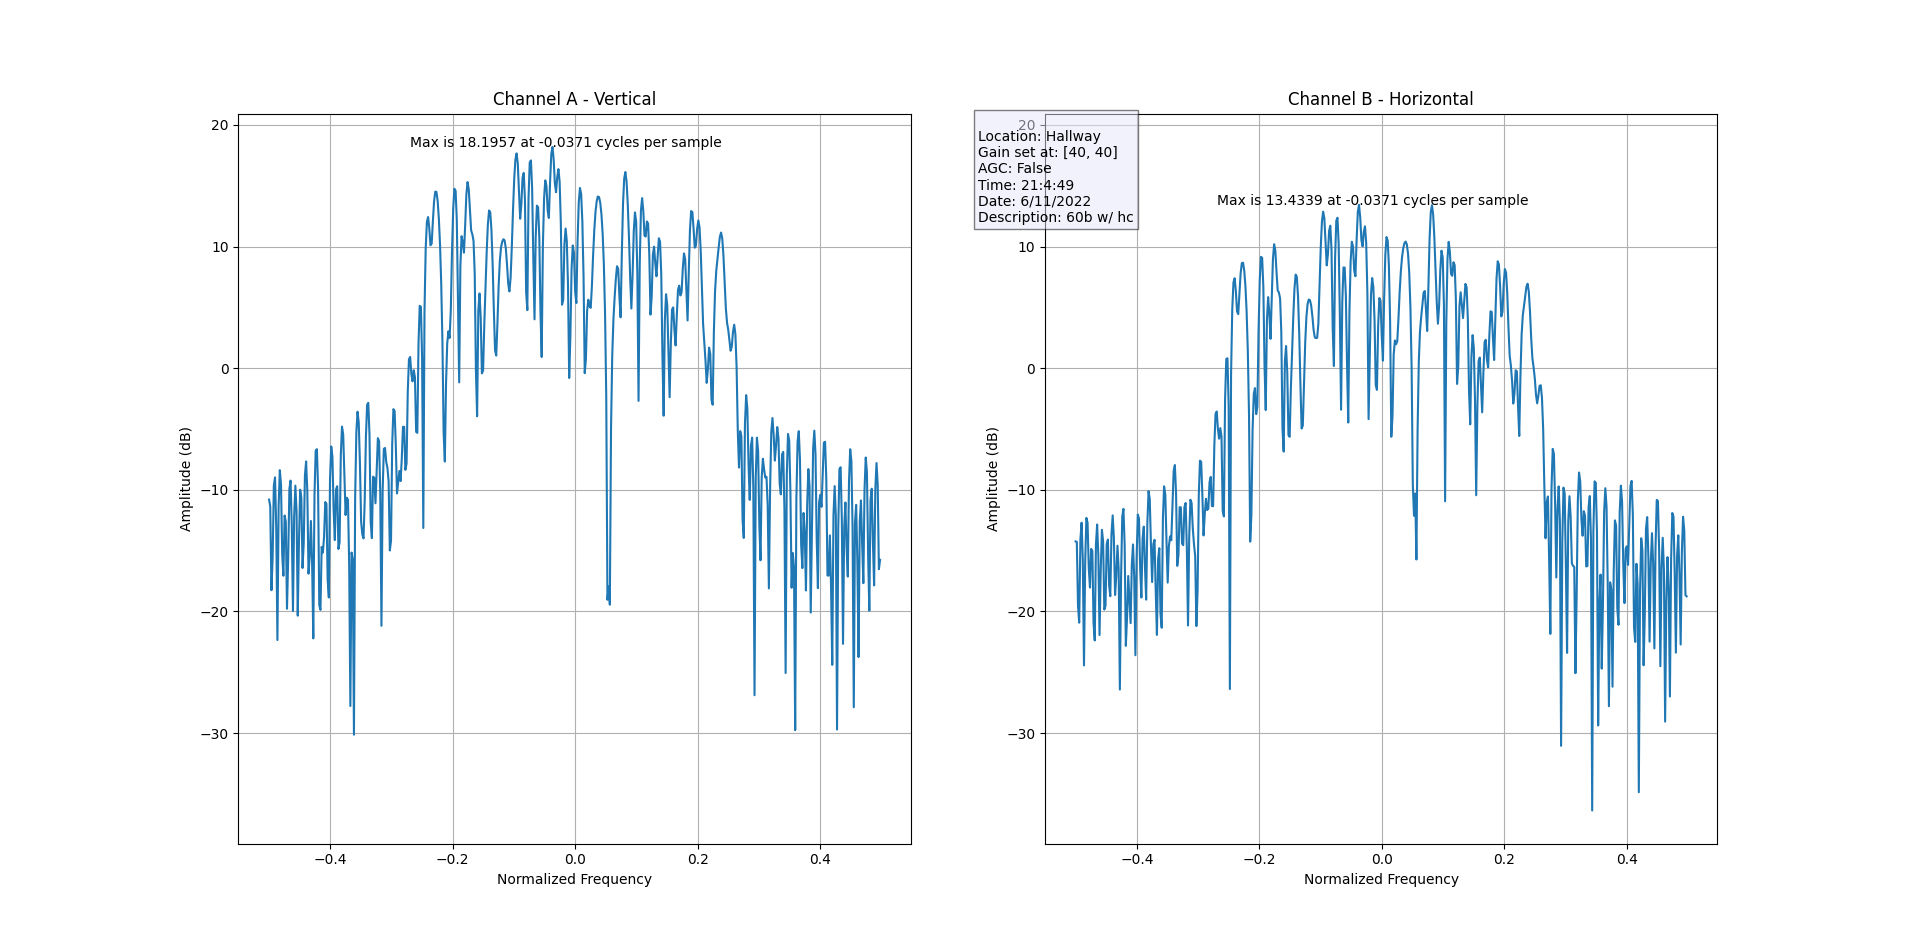 Channel A - Vertical
Max is 18.1957 at -0.0371 cycles per sample
20
10
0
−10
−20
−30
Amplitude (dB)
−0.4 −0.2 0.0 0.2 0.4
Normalized Frequency
Channel B - Horizontal
Location: Hallway
Gain set at: [40, 40]
AGC: False
Time: 21:4:49
Date: 6/11/2022
Description: 60b w/ hc
Max is 13.4339 at -0.0371 cycles per sample
20
10
0
−10
−20
−30
Amplitude (dB)
−0.4 −0.2 0.0 0.2 0.4
Normalized Frequency